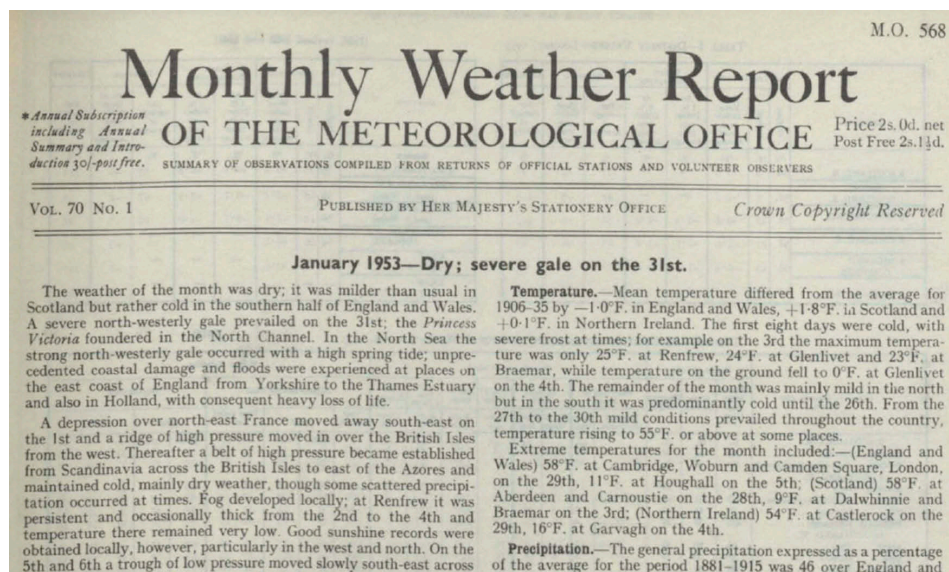 M.O. 568
Monthly Weather Report
*Annual Subscription
including Annual
Summary and Intro-
duction 30/-post free.
OF THE METEOROLOGICAL OFFICE
Price 2s. 0d. net
Post Free 2s. 1½d.
SUMMARY OF OBSERVATIONS COMPILED FROM RETURNS OF OFFICIAL STATIONS AND VOLUNTEER OBSERVERS
VOL. 70 No. 1
PUBLISHED BY HER MAJESTY'S STATIONERY OFFICE
Crown Copyright Reserved
January 1953—Dry; severe gale on the 31st.
The weather of the month was dry; it was milder than usual in
Scotland but rather cold in the southern half of England and Wales.
A severe north-westerly gale prevailed on the 31st; the Princess
Victoria foundered in the North Channel. In the North Sea the
strong north-westerly gale occurred with a high spring tide; unpre-
cedented coastal damage and floods were experienced at places on
the east coast of England from Yorkshire to the Thames Estuary
and also in Holland, with consequent heavy loss of life.
A depression over north-east France moved away south-east on
the 1st and a ridge of high pressure moved in over the British Isles
from the west. Thereafter a belt of high pressure became established
from Scandinavia across the British Isles to east of the Azores and
maintained cold, mainly dry weather, though some scattered precipi-
tation occurred at times. Fog developed locally; at Renfrew it was
persistent and occasionally thick from the 2nd to the 4th and
temperature there remained very low. Good sunshine records were
obtained locally, however, particularly in the west and north. On the
5th and 6th a trough of low pressure moved slowly south-east across
Temperature.—Mean temperature differed from the average for
1906-35 by —1·0°F. in England and Wales, +1·8°F. in Scotland and
+0·1°F. in Northern Ireland. The first eight days were cold, with
severe frost at times; for example on the 3rd the maximum tempera-
ture was only 25°F. at Renfrew, 24°F. at Glenlivet and 23°F. at
Braemar, while temperature on the ground fell to 0°F. at Glenlivet
on the 4th. The remainder of the month was mainly mild in the north
but in the south it was predominantly cold until the 26th. From the
27th to the 30th mild conditions prevailed throughout the country,
temperature rising to 55°F. or above at some places.
Extreme temperatures for the month included:—(England and
Wales) 58°F. at Cambridge, Woburn and Camden Square, London,
on the 29th, 11°F. at Houghall on the 5th; (Scotland) 58°F. at
Aberdeen and Carnoustie on the 28th, 9°F. at Dalwhinnie and
Braemar on the 3rd; (Northern Ireland) 54°F. at Castlerock on the
29th, 16°F. at Garvagh on the 4th.
Precipitation.—The general precipitation expressed as a percentage
of the average for the period 1881-1915 was 46 over England and